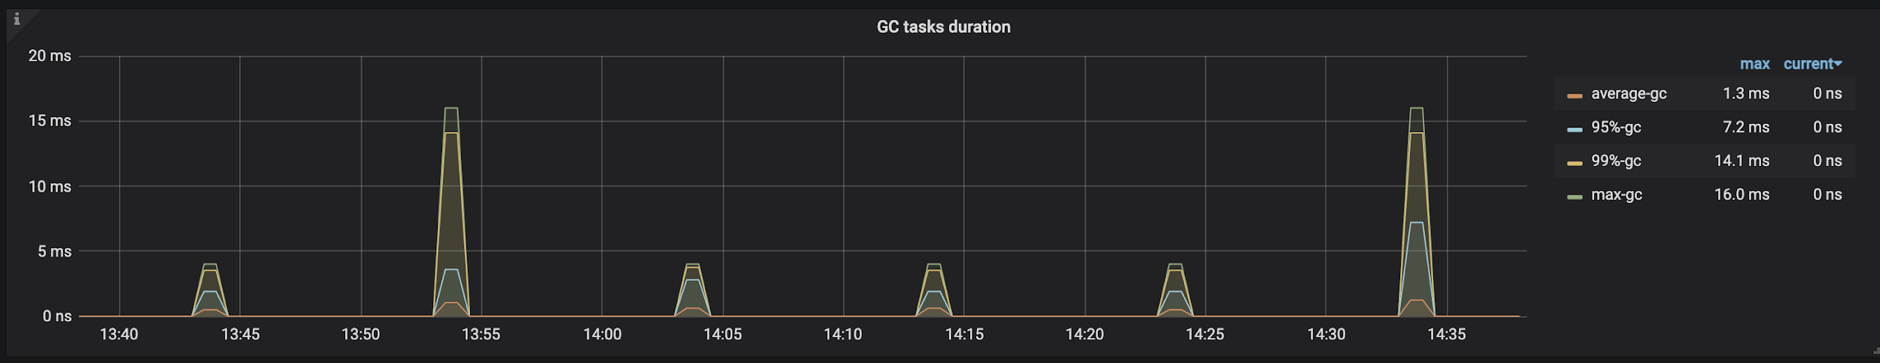 i
GC tasks duration
20 ms
15 ms
10 ms
5 ms
0 ns
13:40 13:45 13:50 13:55 14:00 14:05 14:10 14:15 14:20 14:25 14:30 14:35
max current
average-gc 1.3 ms 0 ns
95%-gc 7.2 ms 0 ns
99%-gc 14.1 ms 0 ns
max-gc 16.0 ms 0 ns